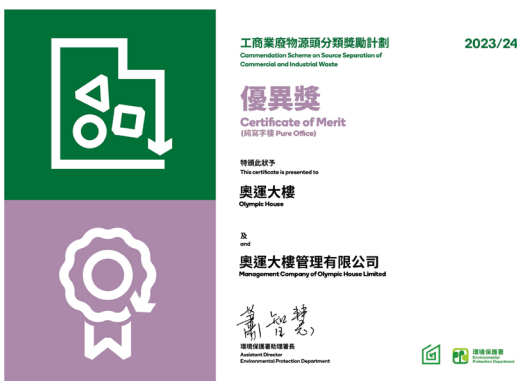 工商業廢物源頭分類獎勵計劃
2023/24
Commendation Scheme on Source Separation of
Commercial and Industrial Waste
優異獎
Certificate of Merit
(純寫字樓 Pure Office)
特頒此狀予
This certificate is presented to
奧運大樓
Olympic House
及
and
奧運大樓管理有限公司
Management Company of Olympic House Limited
環境保護署助理署長
Assistant Director
Environmental Protection Department
環境保護署
Environmental
Protection Department